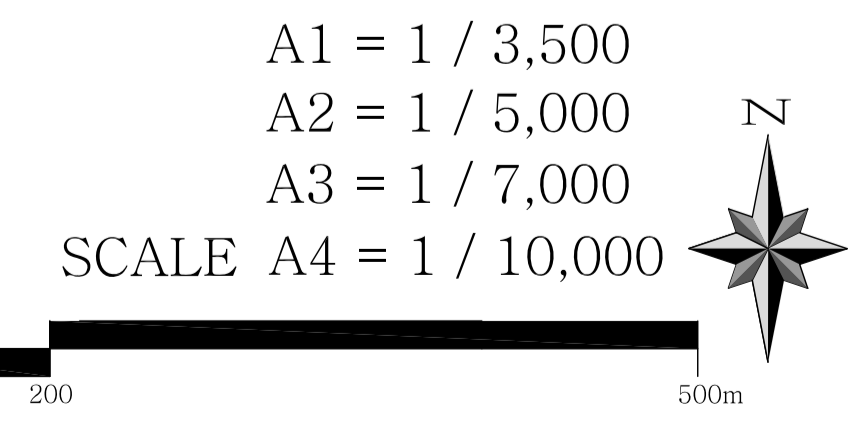 A1 = 1 / 3,500
A2 = 1 / 5,000
A3 = 1 / 7,000
SCALE A4 = 1 / 10,000
N
200
500m